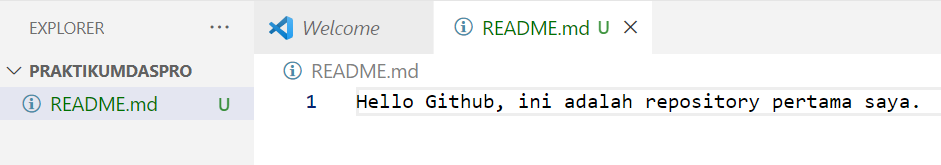 EXPLORER ...
Welcome
README.md U
PRAKTIKUMDASPRO
README.md U
README.md
1 Hello Github, ini adalah repository pertama saya.